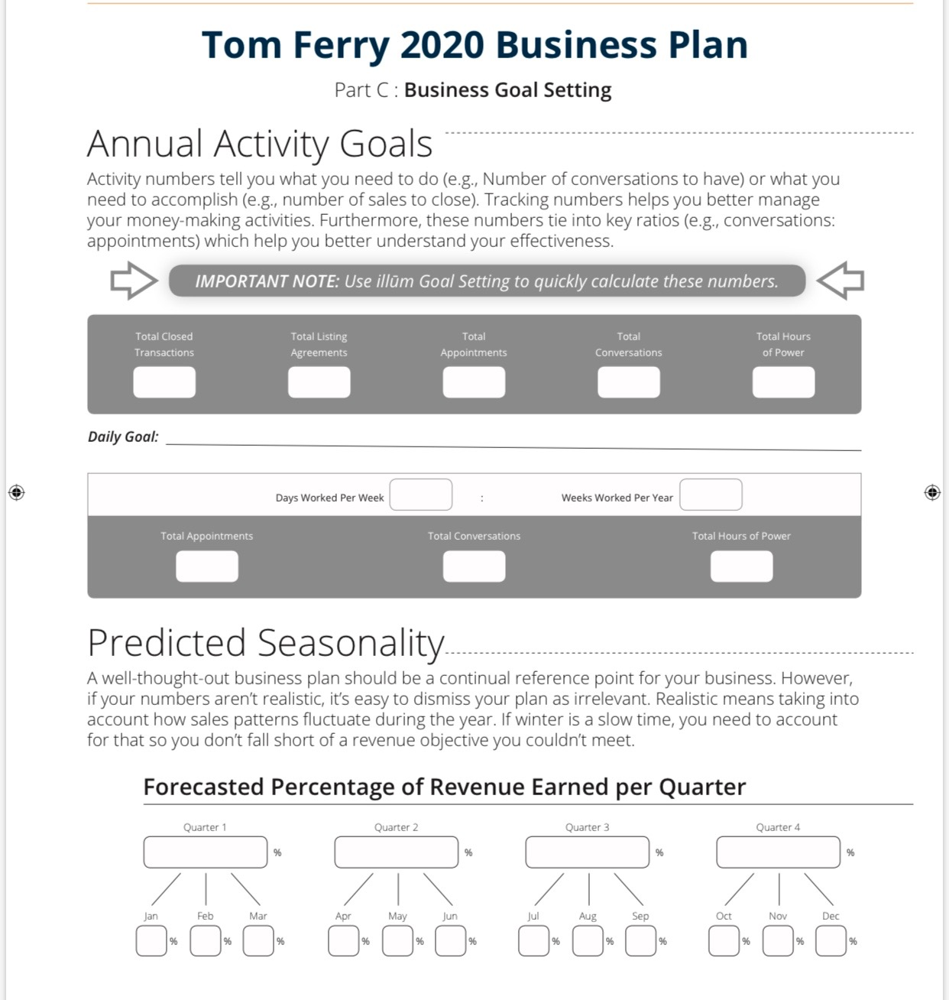 Tom Ferry 2020 Business Plan
Part C : Business Goal Setting
Annual Activity Goals
Activity numbers tell you what you need to do (e.g., Number of conversations to have) or what you
need to accomplish (e.g., number of sales to close). Tracking numbers helps you better manage
your money-making activities. Furthermore, these numbers tie into key ratios (e.g., conversations:
appointments) which help you better understand your effectiveness.
IMPORTANT NOTE: Use illūm Goal Setting to quickly calculate these numbers.
Total Closed Transactions
Total Listing Agreements
Total Appointments
Total Conversations
Total Hours of Power
Daily Goal:
Days Worked Per Week : Weeks Worked Per Year
Total Appointments Total Conversations Total Hours of Power
Predicted Seasonality
A well-thought-out business plan should be a continual reference point for your business. However,
if your numbers aren't realistic, it's easy to dismiss your plan as irrelevant. Realistic means taking into
account how sales patterns fluctuate during the year. If winter is a slow time, you need to account
for that so you don't fall short of a revenue objective you couldn't meet.
Forecasted Percentage of Revenue Earned per Quarter
Quarter 1 Quarter 2 Quarter 3 Quarter 4
% % % %
Jan Feb Mar Apr May Jun Jul Aug Sep Oct Nov Dec
% % % % % % % % % % % %